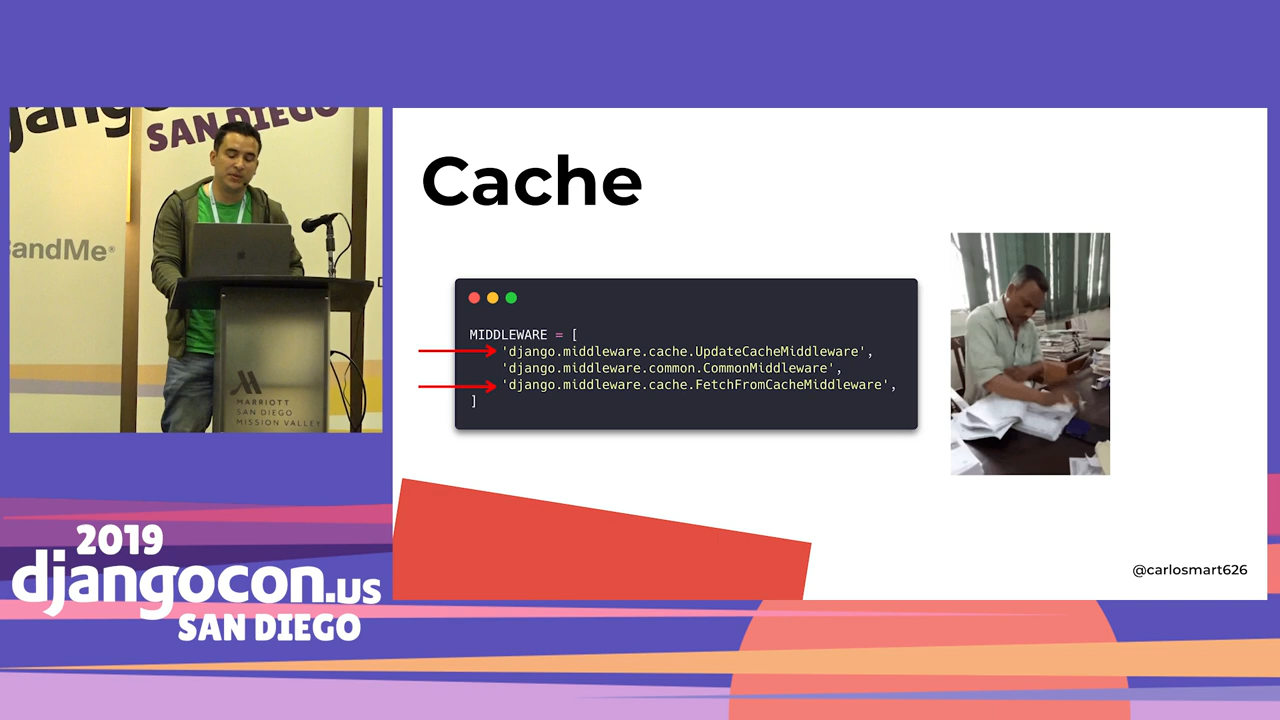 djangoc
SAN DIEGO
andMe®
MARRIOTT
SAN DIEGO
MISSION VALLEY
2019
djangocon.us
SAN DIEGO
Cache
MIDDLEWARE = [
'django.middleware.cache.UpdateCacheMiddleware',
'django.middleware.common.CommonMiddleware',
'django.middleware.cache.FetchFromCacheMiddleware',
]
@carlosmart626